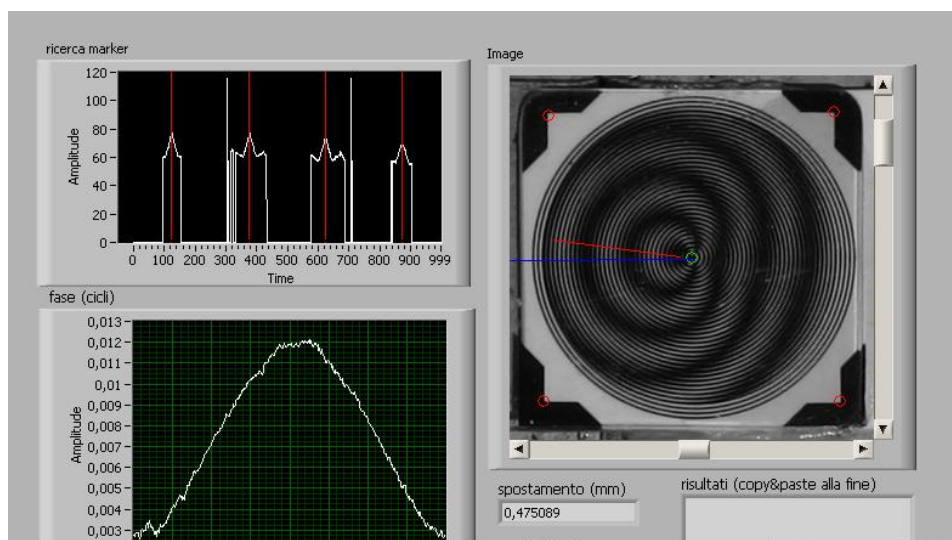 ricerca marker
120
100
80
60
40
20
0
Amplitude
0 100 200 300 400 500 600 700 800 900 999
Time
Image
fase (cicli)
0,013
0,012
0,011
0,01
0,009
0,008
0,007
0,006
0,005
0,004
0,003
Amplitude
spostamento (mm)
0,475089
risultati (copy&paste alla fine)